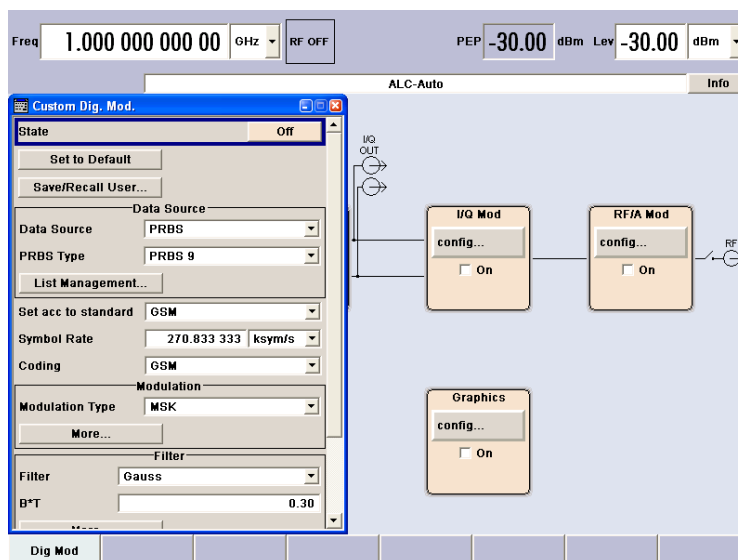 Freq 1.000 000 000 00 GHz RF OFF PEP -30.00 dBm Lev -30.00 dBm
ALC-Auto Info
Custom Dig. Mod.
State Off
Set to Default
Save/Recall User...
Data Source
Data Source PRBS
PRBS Type PRBS 9
List Management...
Set acc to standard GSM
Symbol Rate 270.833 333 ksym/s
Coding GSM
Modulation
Modulation Type MSK
More...
Filter
Filter Gauss
B*T 0.30
I/Q
OUT
I/Q Mod
config...
On
RF/A Mod
config...
On
RF
Graphics
config...
On
Dig Mod